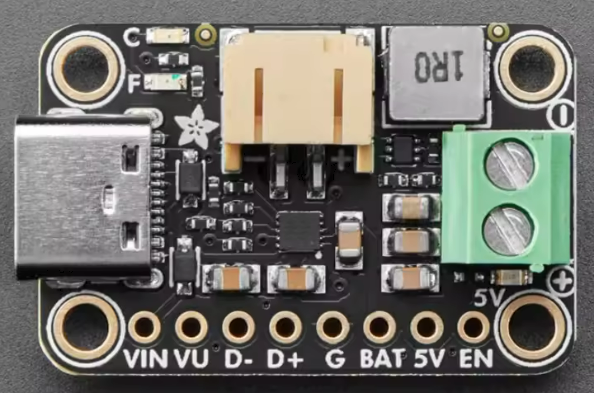 C
F
1R0
- +
-
+
5V
VIN VU D- D+ G BAT 5V EN